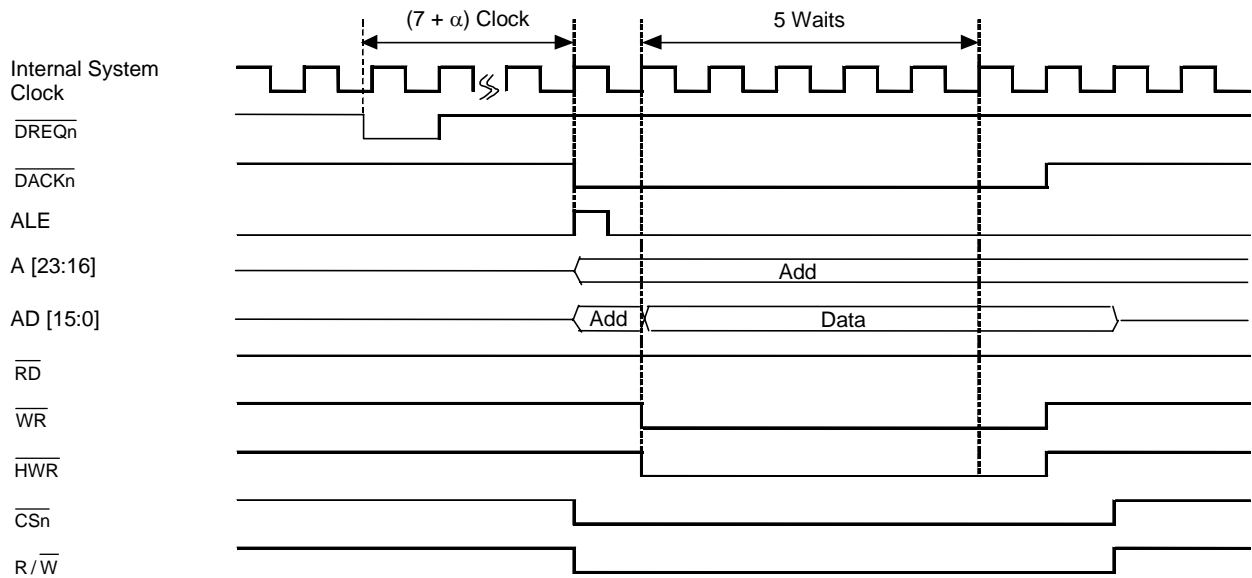 (7 + α) Clock
5 Waits
Internal System
Clock
DREQn
DACKn
ALE
A [23:16]
Add
AD [15:0]
Add
Data
RD
WR
HWR
CSn
R / W